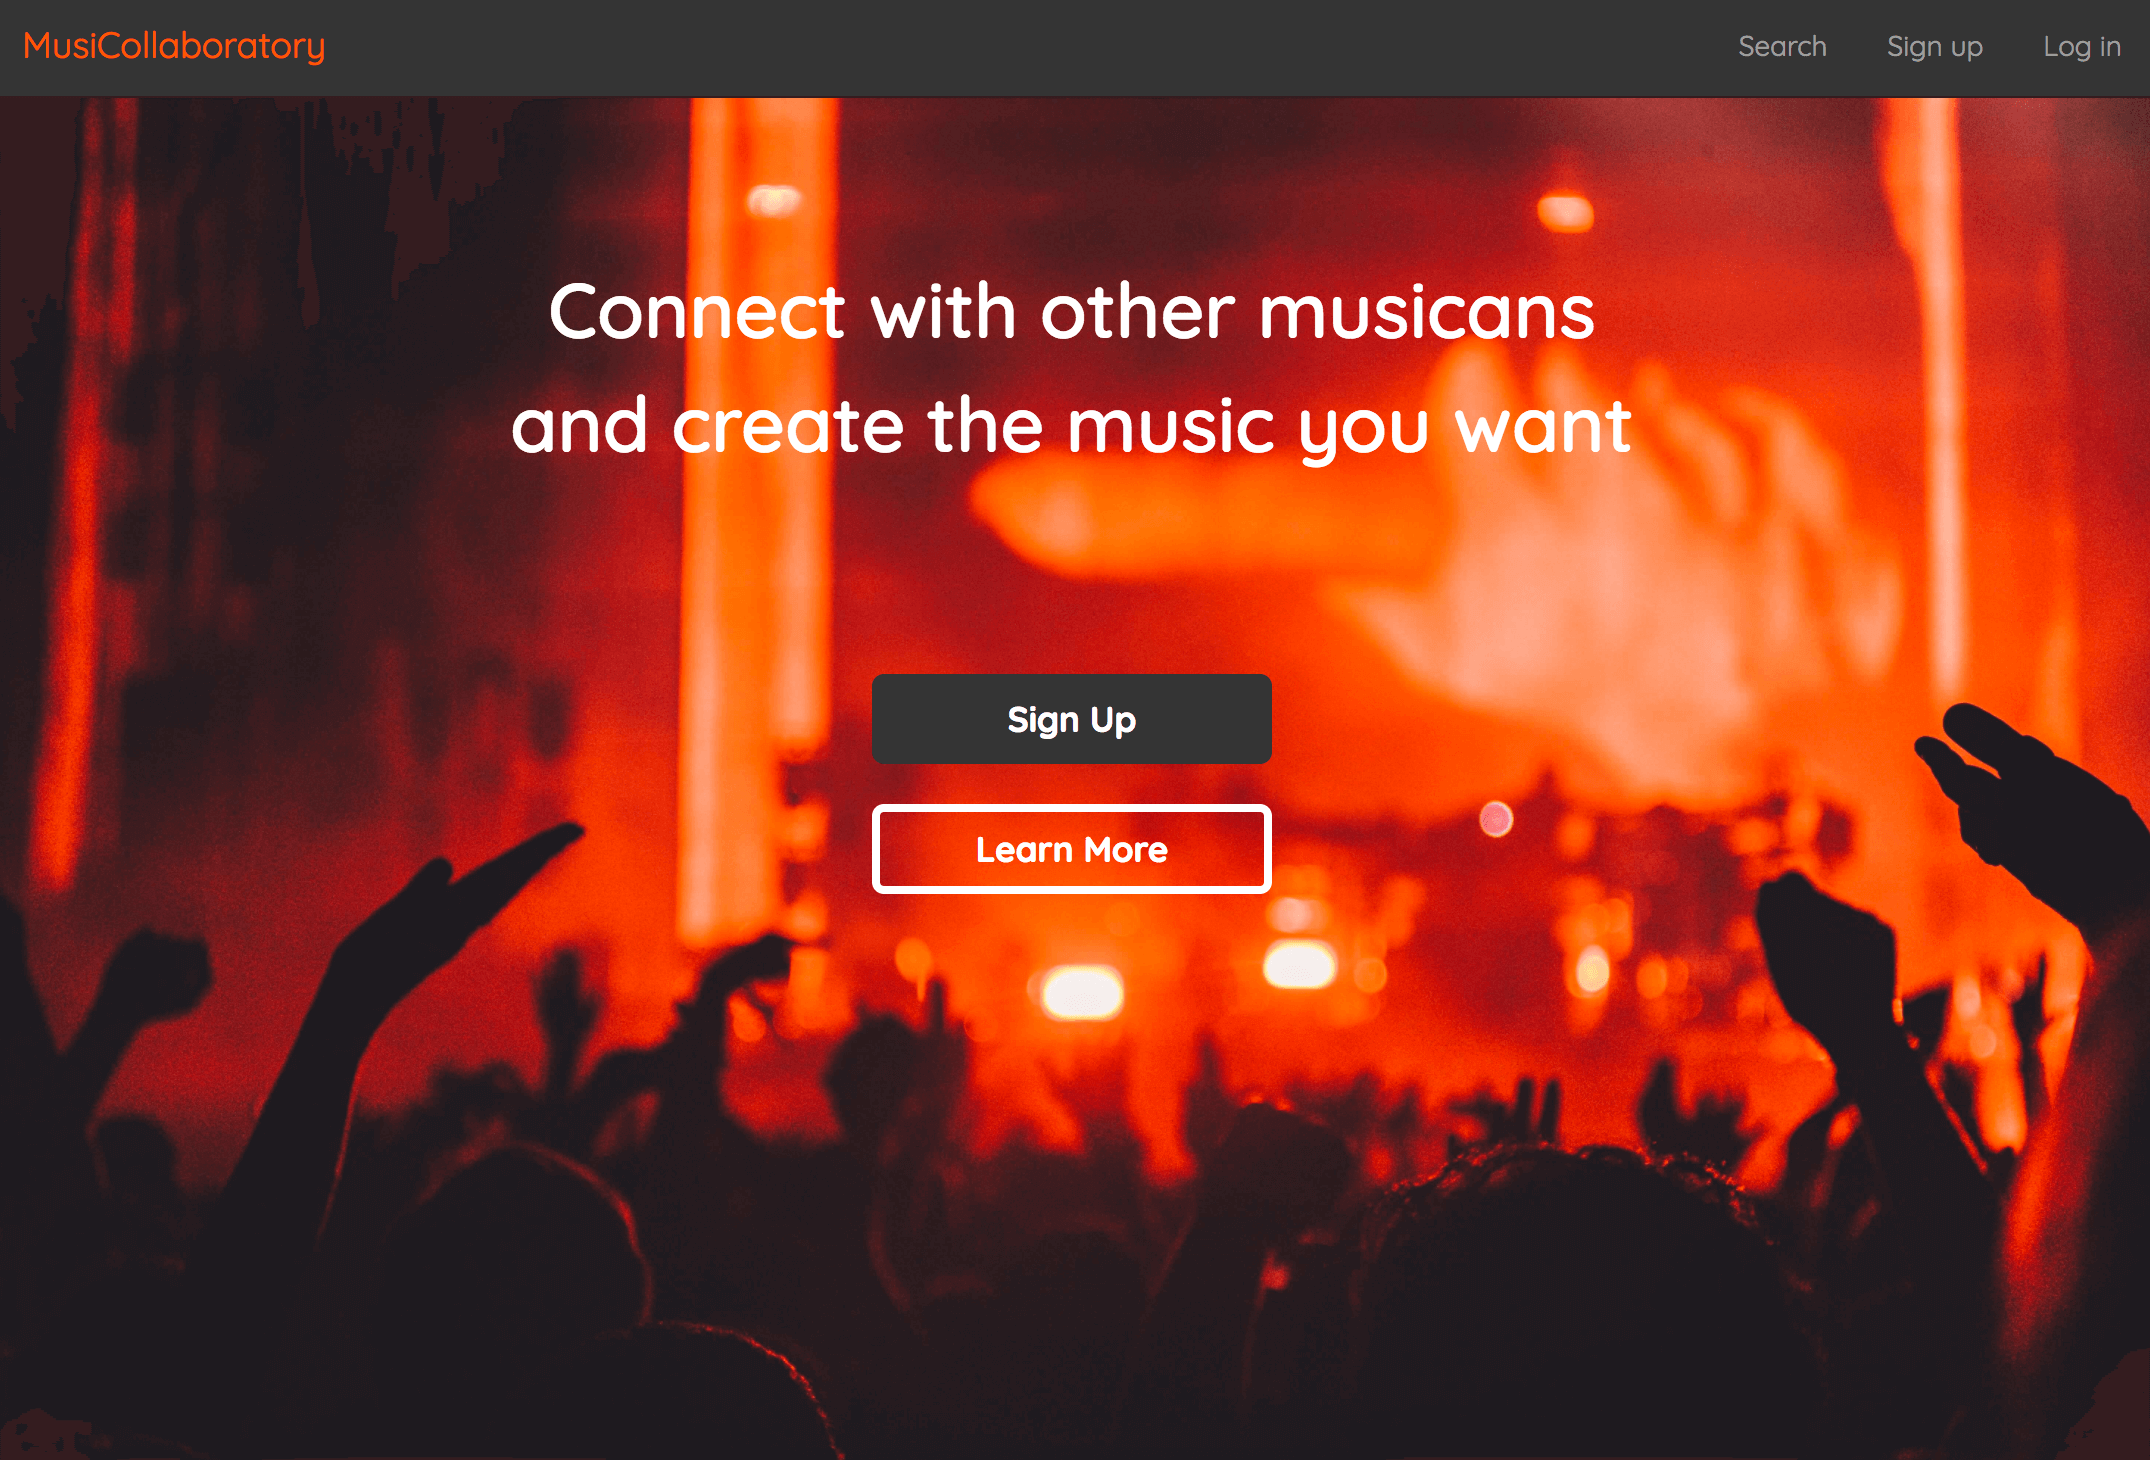 MusiCollaboratory
Search
Sign up
Log in
Connect with other musicans
and create the music you want
Sign Up
Learn More